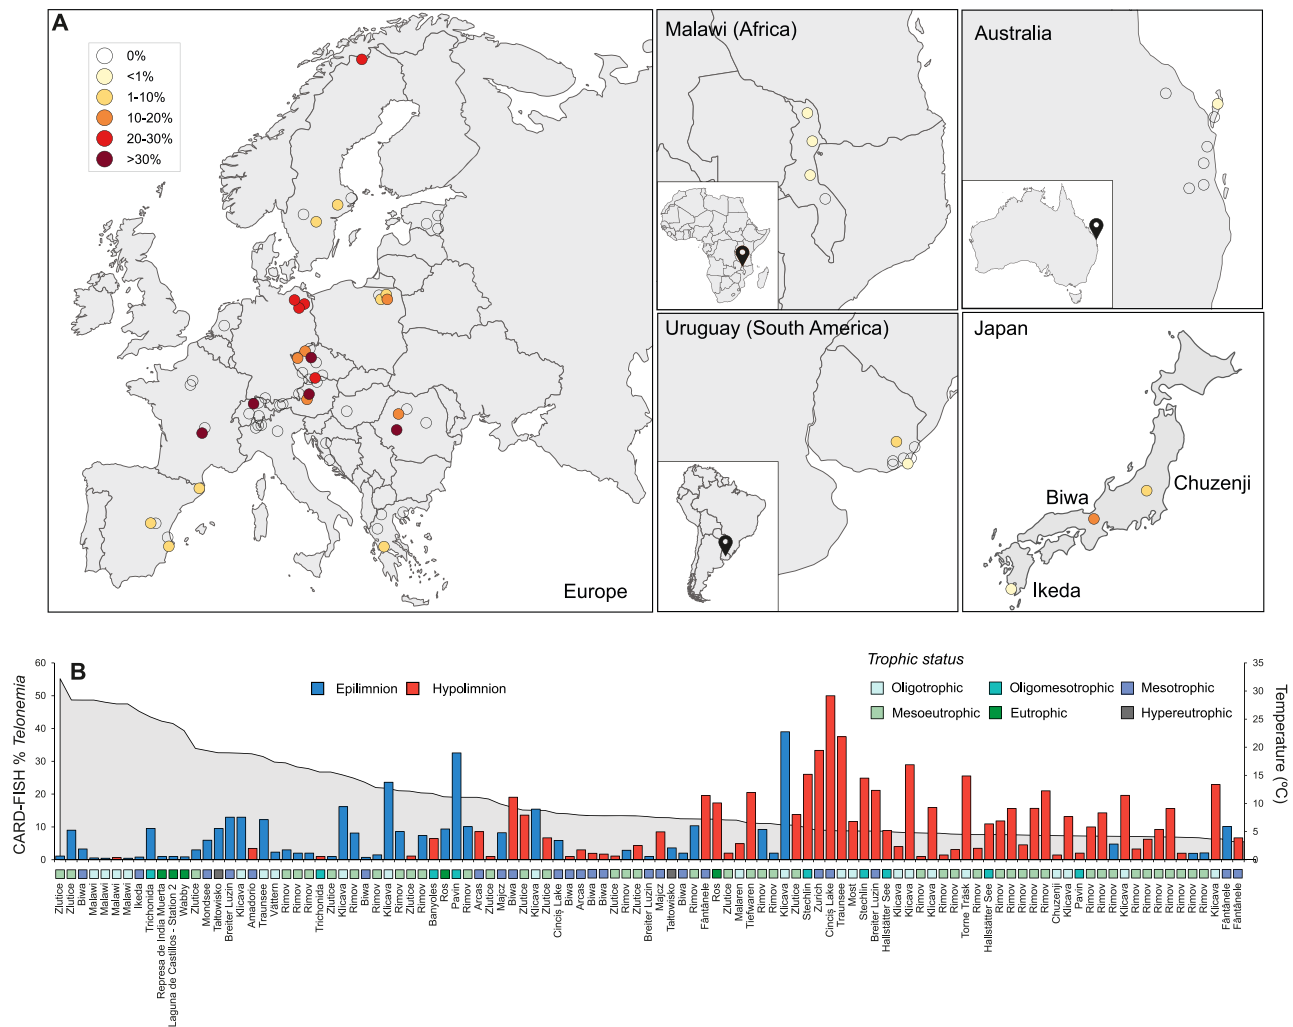 A
0%
<1%
1-10%
10-20%
20-30%
>30%
Europe
Malawi (Africa)
Australia
Uruguay (South America)
Japan
Biwa
Chuzenji
Ikeda
B
CARD-FISH % Telonemia
60
50
40
30
20
10
0
Epilimnion
Hypolimnion
Trophic status
Oligotrophic
Oligomesotrophic
Mesotrophic
Mesoeutrophic
Eutrophic
Hypereutrophic
35
30
25
20
15
10
5
0
Temperature (ºC)
Zlutice
Zlutice
Biwa
Malawi
Malawi
Malawi
Malawi
Ikeda
Trichonida
Represa de India Muerta
Laguna de Castillos - Station 2
Wabby
Zlutice
Mondsee
Tałtowisko
Breiter Luzin
Klicava
Amadorio
Traunsee
Vättern
Rimov
Rimov
Rimov
Trichonida
Rimov
Klicava
Rimov
Biwa
Rimov
Klicava
Rimov
Zlutice
Rimov
Banyoles
Ros
Pavin
Rimov
Arcas
Zlutice
Majcz
Biwa
Zlutice
Klicava
Zlutice
Cincis Lake
Biwa
Arcas
Biwa
Biwa
Zlutice
Rimov
Zlutice
Breiter Luzin
Majcz
Tałtowisko
Biwa
Rimov
Fântânele
Ros
Zlutice
Malaren
Tiefwaren
Rimov
Rimov
Klicava
Zlutice
Stechlin
Zurich
Cinciş Lake
Traunsee
Most
Stechlin
Breiter Luzin
Hallstätter See
Klicava
Klicava
Rimov
Klicava
Rimov
Rimov
Torne Träsk
Rimov
Hallstätter See
Rimov
Rimov
Rimov
Rimov
Rimov
Chuzenji
Klicava
Pavin
Rimov
Rimov
Rimov
Klicava
Rimov
Rimov
Rimov
Rimov
Rimov
Rimov
Rimov
Klicava
Fântânele
Fântânele